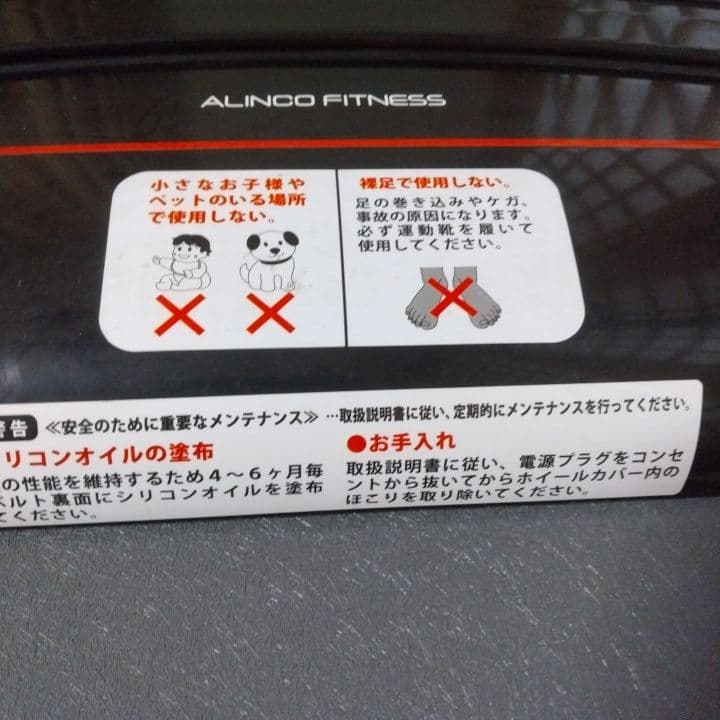 ALINCO FITNESS
小さなお子様や
ペットのいる場所
で使用しない。
裸足で使用しない。
足の巻き込みやケガ、
事故の原因になります。
必ず運動靴を履いて
使用してください。
警告 ≪安全のために重要なメンテナンス≫ …取扱説明書に従い、定期的にメンテナンスを行ってください。
リコンオイルの塗布
の性能を維持するため4～6ヶ月毎
ベルト裏面にシリコンオイルを塗布
てください。
●お手入れ
取扱説明書に従い、電源プラグをコンセ
ントから抜いてからホイールカバー内の
ほこりを取り除いてください。